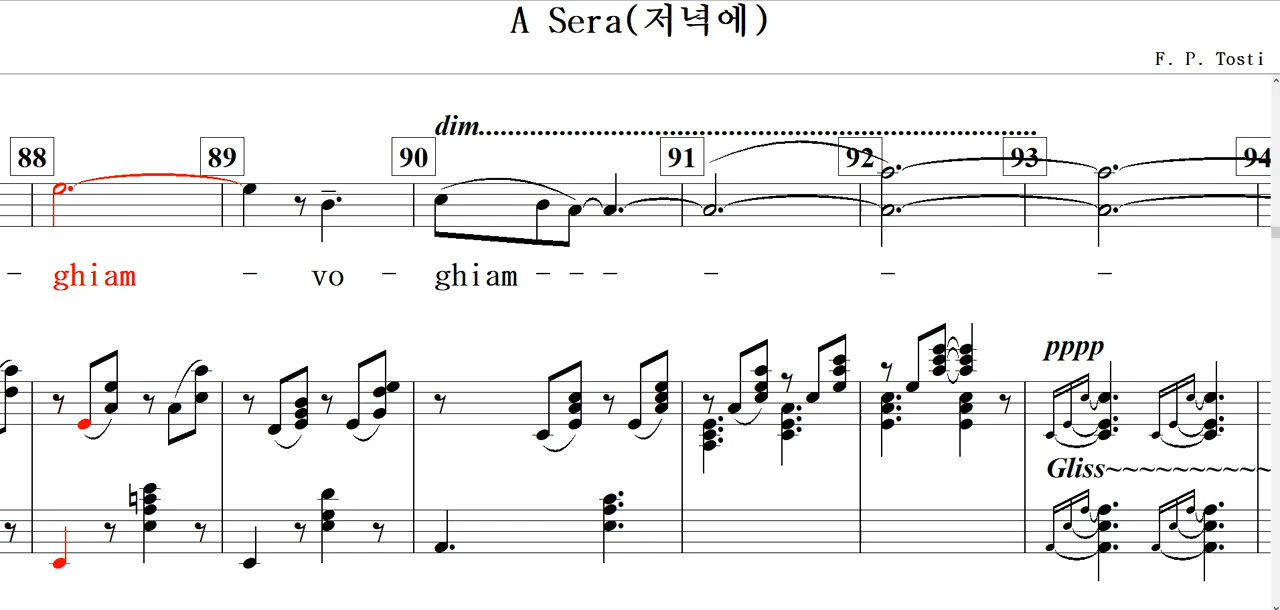 A Sera(저녁에)
F. P. Tosti
dim
88 89 90 91 92 93 94
- ghiam - vo - ghiam - - - - - -
pppp
Gliss